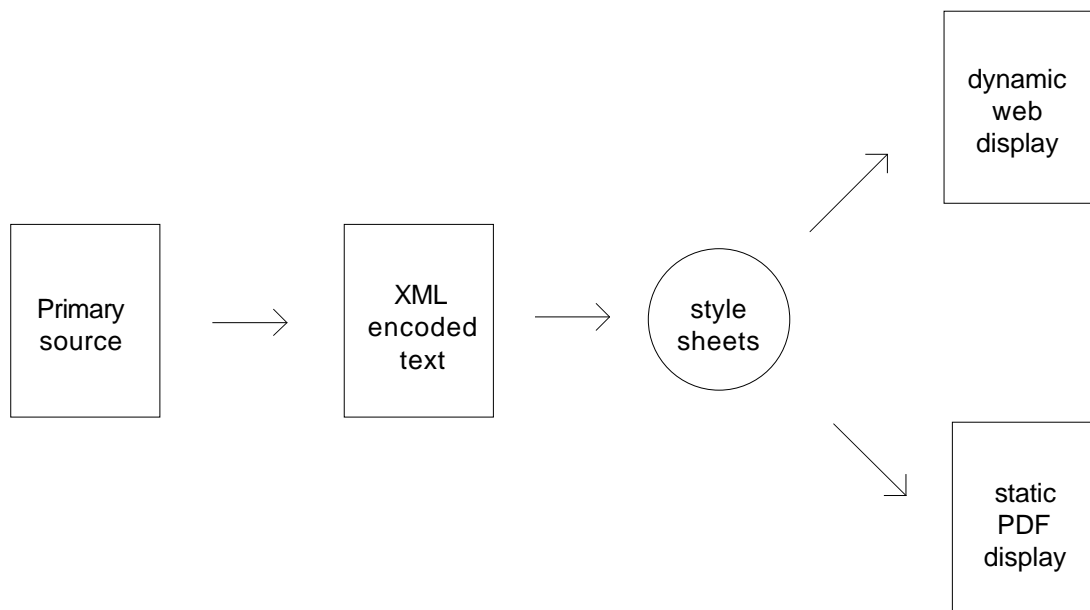 Primary
source
XML
encoded
text
style
sheets
dynamic
web
display
static
PDF
display